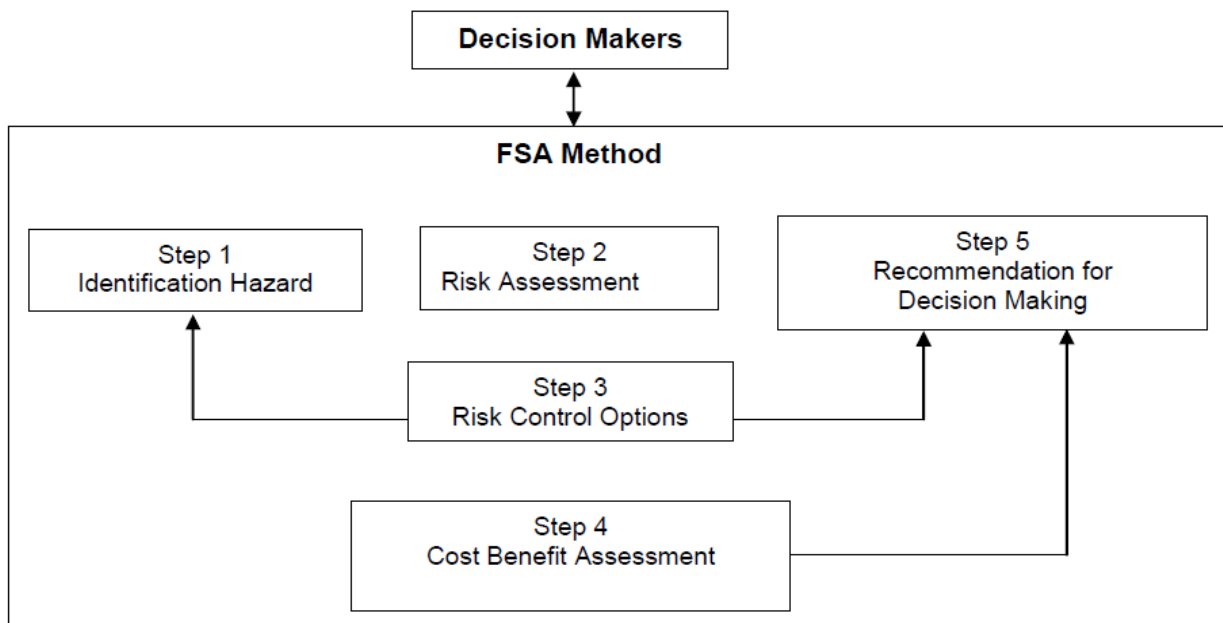 Decision Makers
FSA Method
Step 1
Identification Hazard
Step 2
Risk Assessment
Step 5
Recommendation for
Decision Making
Step 3
Risk Control Options
Step 4
Cost Benefit Assessment